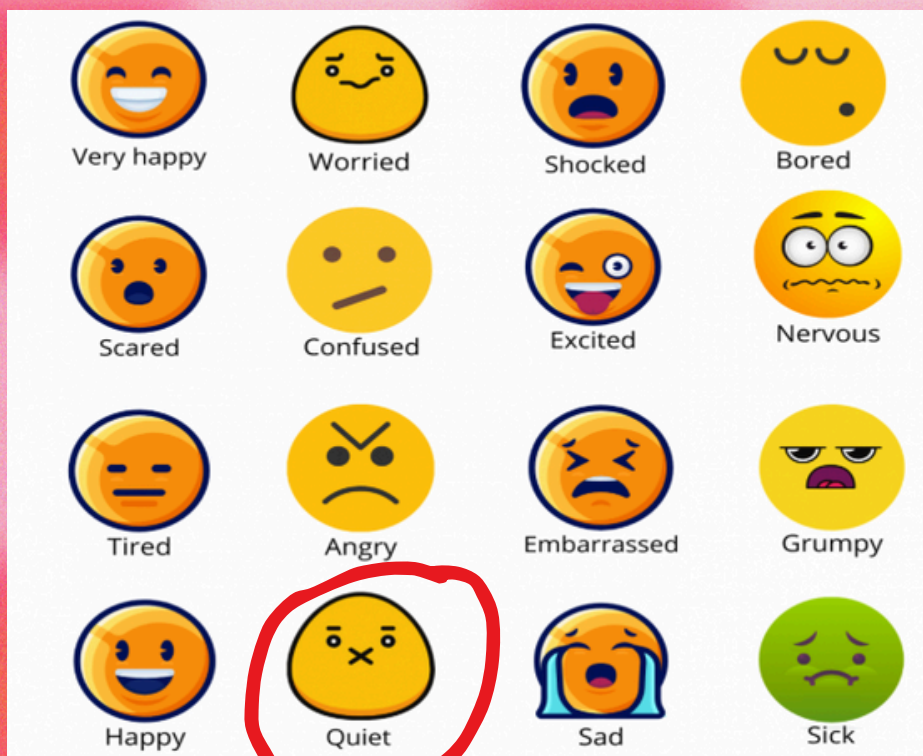 Very happy
Worried
Shocked
Bored
Scared
Confused
Excited
Nervous
Tired
Angry
Embarrassed
Grumpy
Happy
Quiet
Sad
Sick